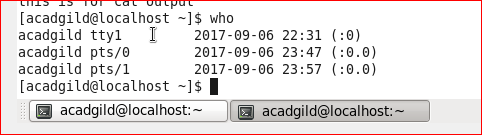 this is for Cat output
[acadgild@localhost ~]$ who
acadgild tty1         2017-09-06 22:31 (:0)
acadgild pts/0        2017-09-06 23:47 (:0.0)
acadgild pts/1        2017-09-06 23:57 (:0.0)
[acadgild@localhost ~]$
acadgild@localhost:~ acadgild@localhost:~